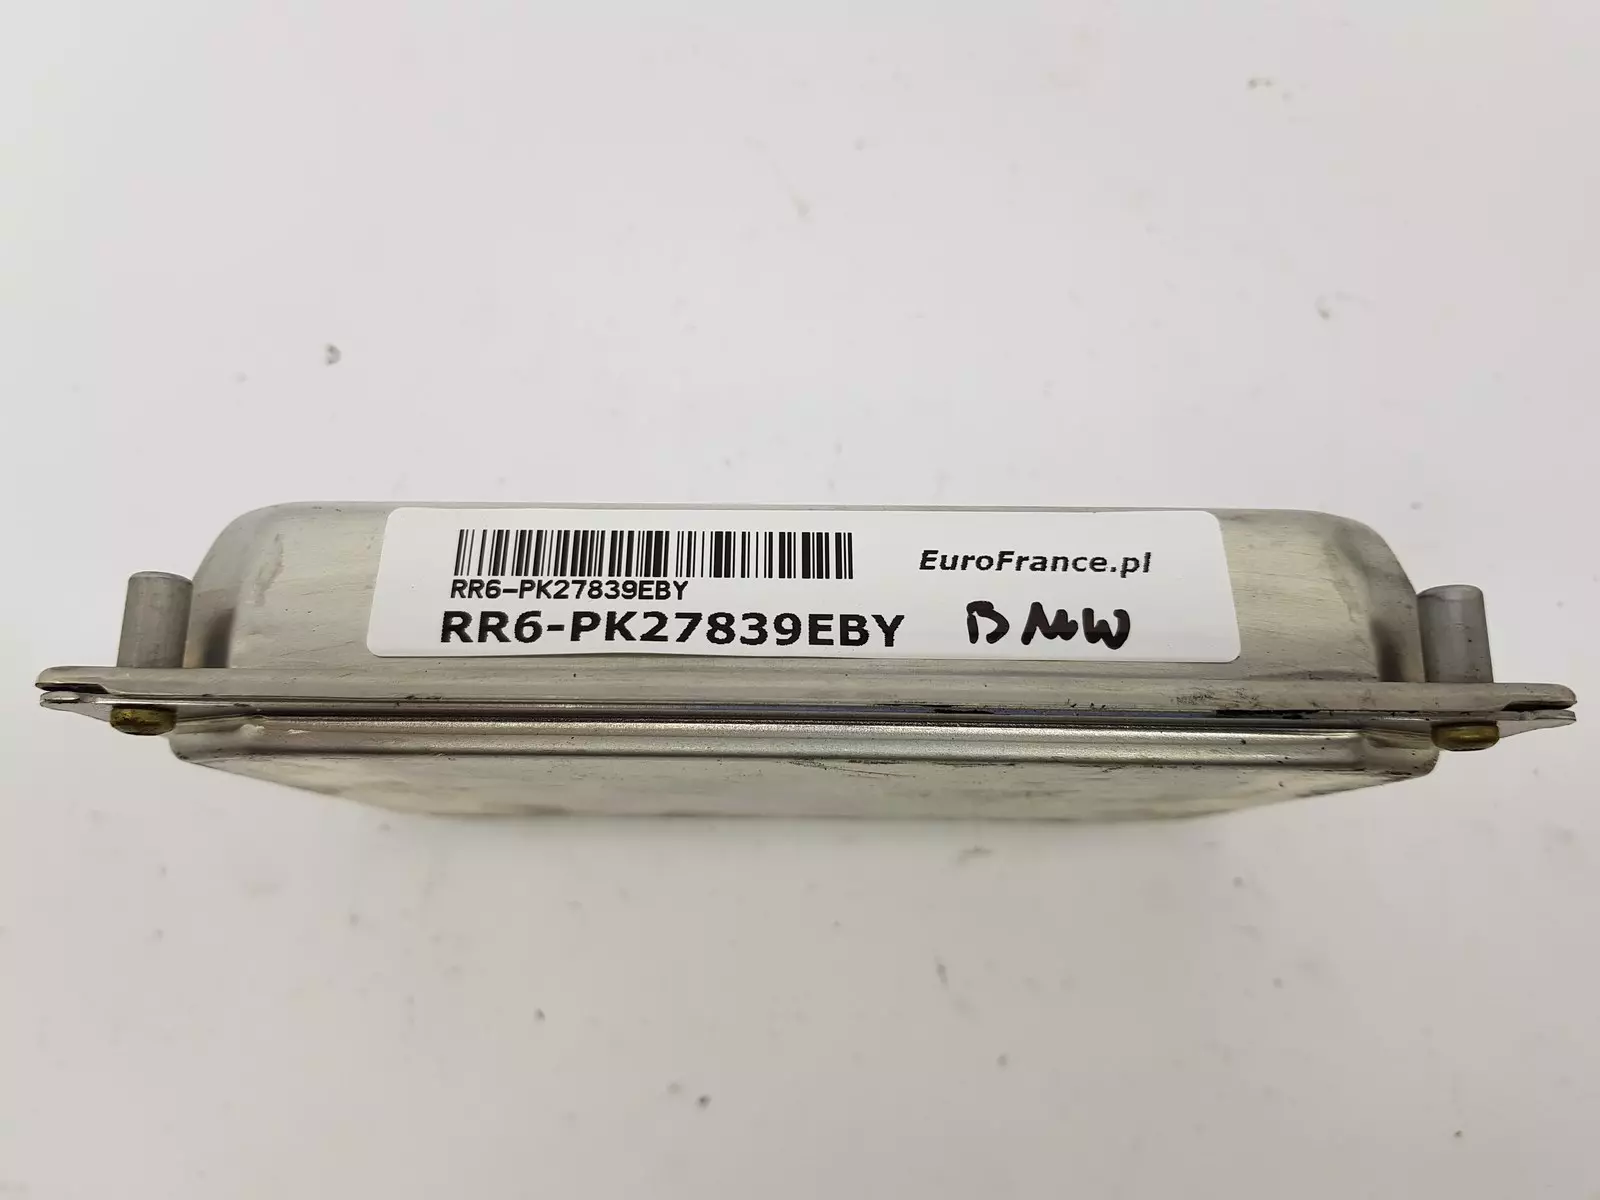 EuroFrance.pl
RR6-PK27839EBY
RR6-PK27839EBY BMW